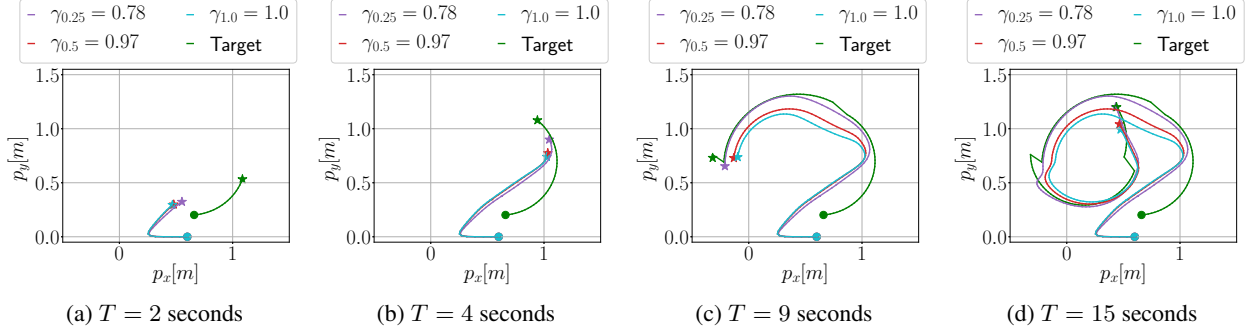 γ0.25 = 0.78 γ1.0 = 1.0
γ0.5 = 0.97 Target
1.5
1.0
0.5
0.0
py[m]
0 1
px[m]
(a) T = 2 seconds
γ0.25 = 0.78 γ1.0 = 1.0
γ0.5 = 0.97 Target
1.5
1.0
0.5
0.0
py[m]
0 1
px[m]
(b) T = 4 seconds
γ0.25 = 0.78 γ1.0 = 1.0
γ0.5 = 0.97 Target
1.5
1.0
0.5
0.0
py[m]
0 1
px[m]
(c) T = 9 seconds
γ0.25 = 0.78 γ1.0 = 1.0
γ0.5 = 0.97 Target
1.5
1.0
0.5
0.0
py[m]
0 1
px[m]
(d) T = 15 seconds